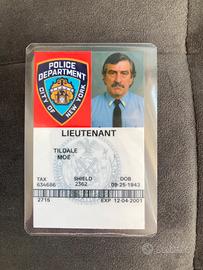 POLICE
DEPARTMENT
CITY OF
NEW YORK
LIEUTENANT
TILDALE
MOE
TAX SHIELD DOB
634686 2362 09-25-1943
2715 EXP 12-04-2001